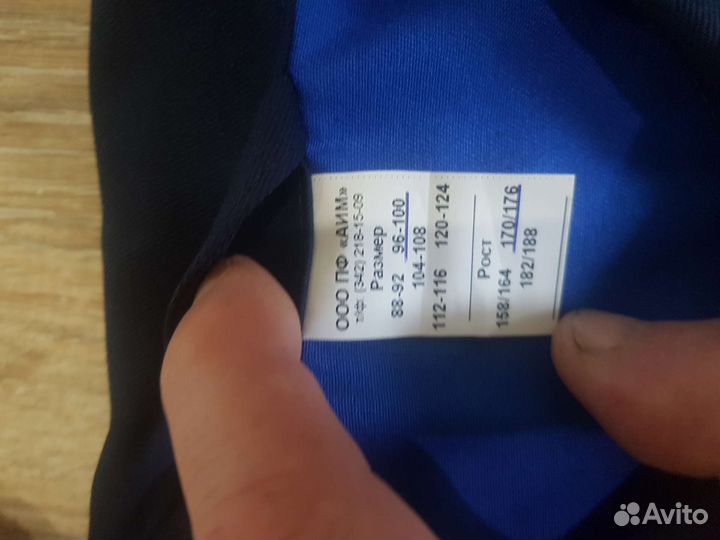 ООО ПФ «АИМ»
т/ф. (342) 218-15-09
Размер
88-92 96-100
104-108
112-116 120-124
Рост
158/164 170/176
182/188
Avito